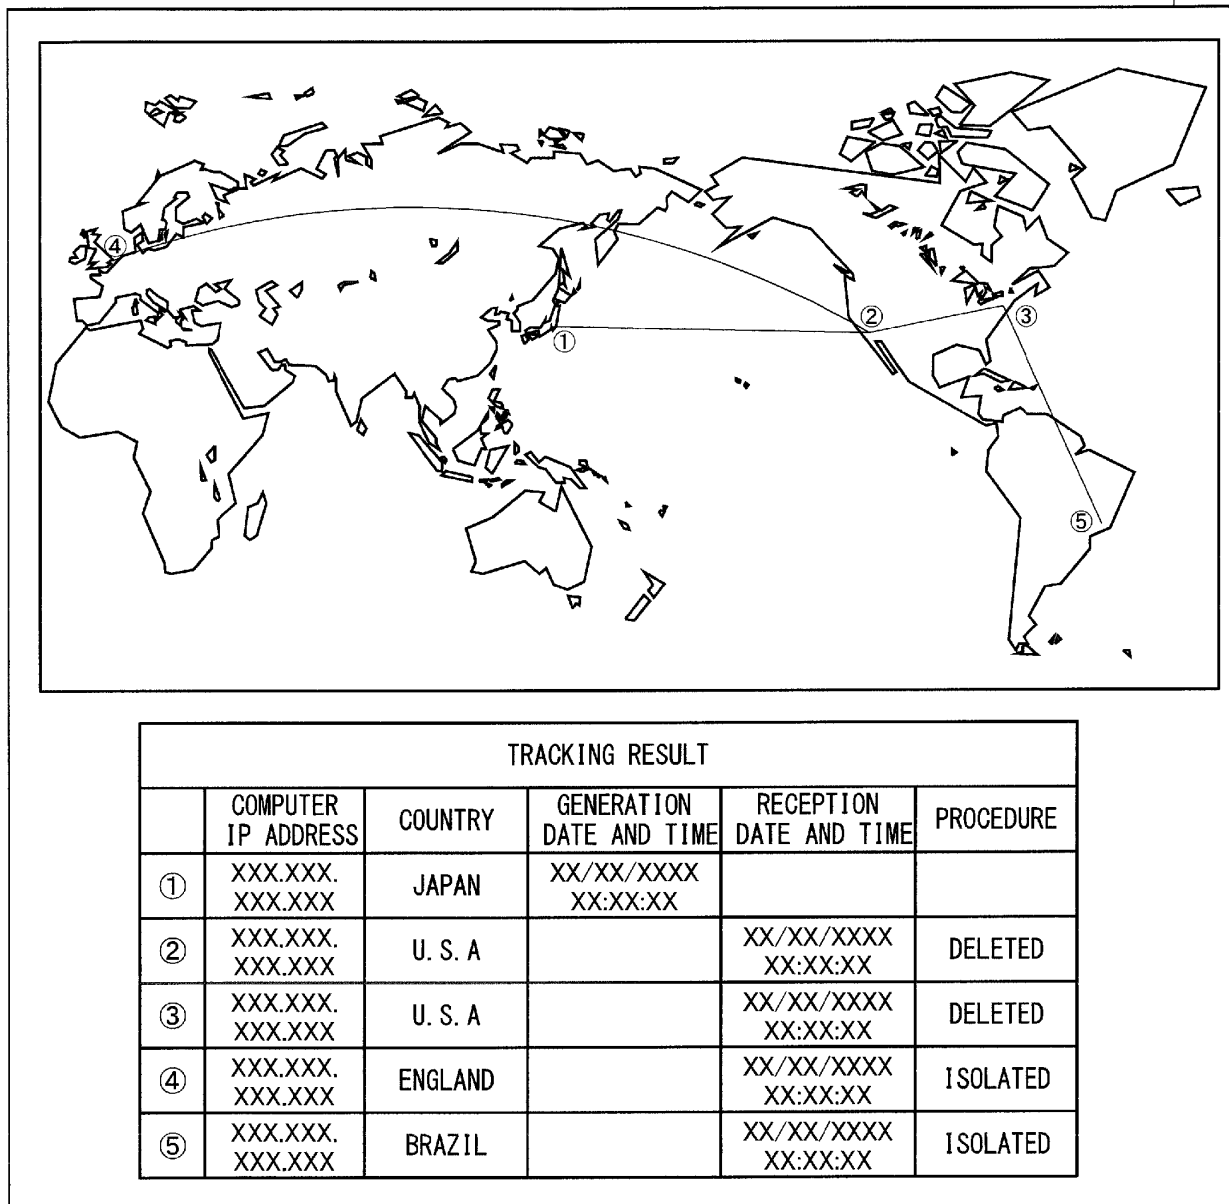 ④
②
③
①
⑤
TRACKING RESULT
COMPUTER IP ADDRESS COUNTRY GENERATION DATE AND TIME RECEPTION DATE AND TIME PROCEDURE
① XXX.XXX. JAPAN XX/XX/XXXX
XXX.XXX XX:XX:XX
② XXX.XXX. U.S.A XX/XX/XXXX DELETED
XXX.XXX XX:XX:XX
③ XXX.XXX. U.S.A XX/XX/XXXX DELETED
XXX.XXX XX:XX:XX
④ XXX.XXX. ENGLAND XX/XX/XXXX ISOLATED
XXX.XXX XX:XX:XX
⑤ XXX.XXX. BRAZIL XX/XX/XXXX ISOLATED
XXX.XXX XX:XX:XX